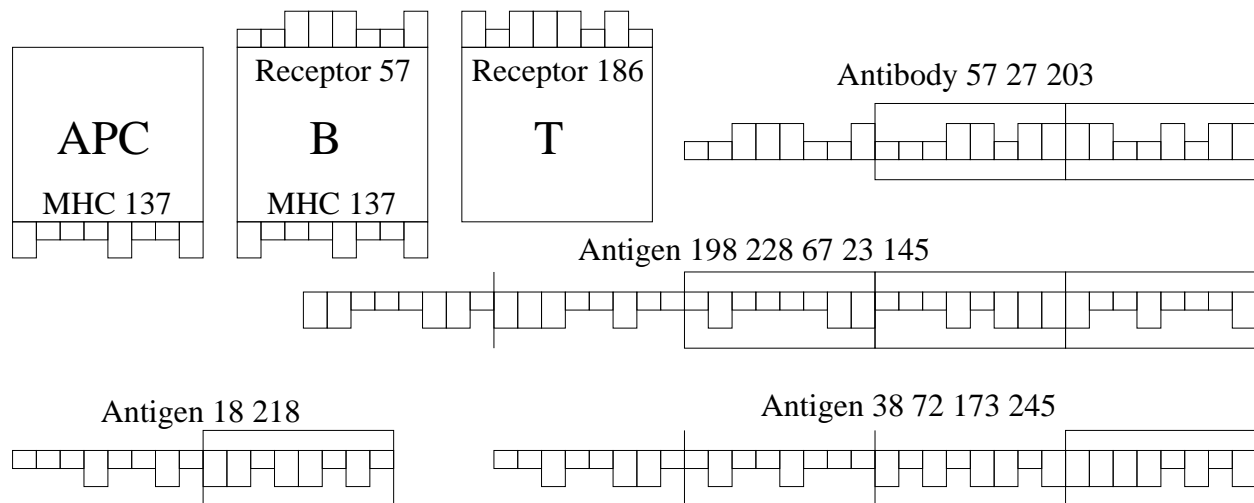 Receptor 57
Receptor 186
Antibody 57 27 203
APC
B
T
MHC 137
MHC 137
Antigen 198 228 67 23 145
Antigen 18 218
Antigen 38 72 173 245